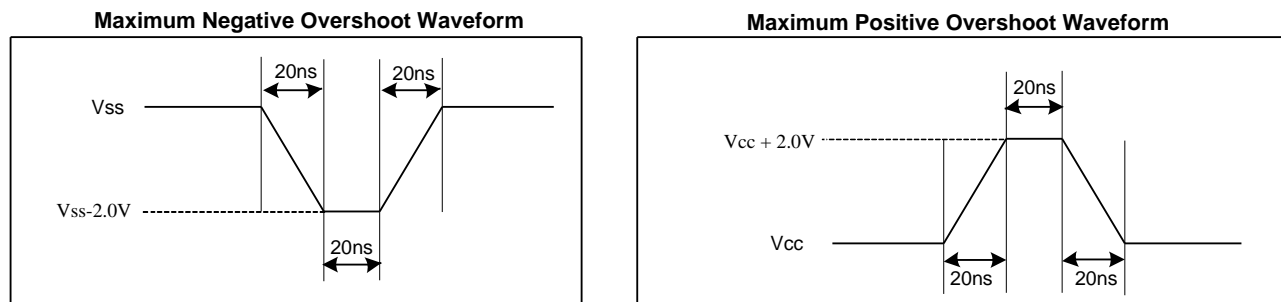 Maximum Negative Overshoot Waveform
20ns
20ns
Vss
Vss-2.0V
20ns
Maximum Positive Overshoot Waveform
20ns
Vcc + 2.0V
Vcc
20ns
20ns